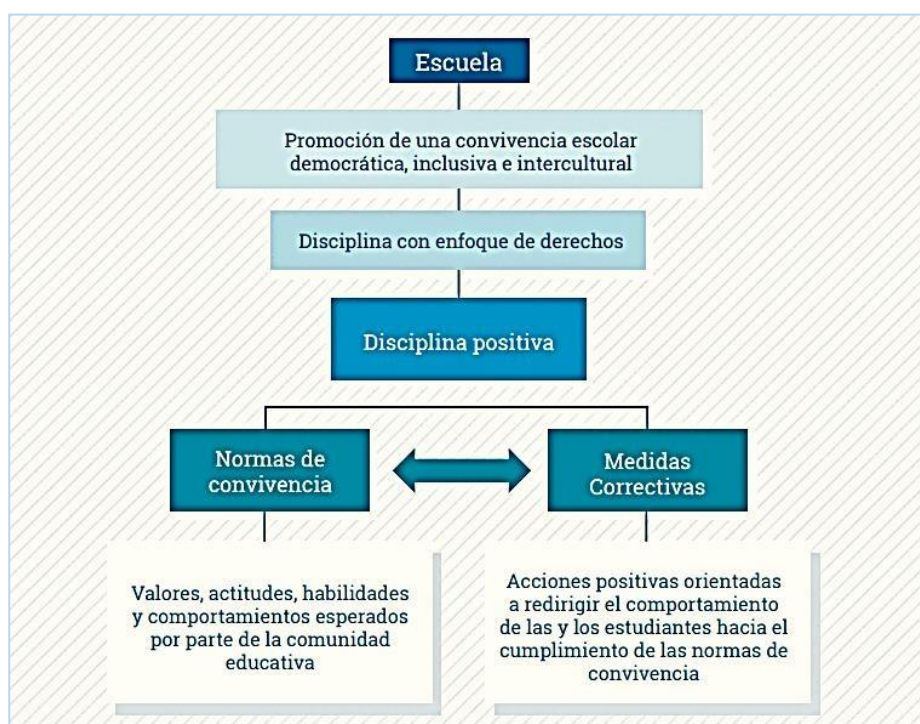 Escuela
Promoción de una convivencia escolar
democrática, inclusiva e intercultural
Disciplina con enfoque de derechos
Disciplina positiva
Normas de
convivencia
Medidas
Correctivas
Valores, actitudes, habilidades
y comportamientos esperados
por parte de la comunidad
educativa
Acciones positivas orientadas
a redirigir el comportamiento
de las y los estudiantes hacia el
cumplimiento de las normas de
convivencia